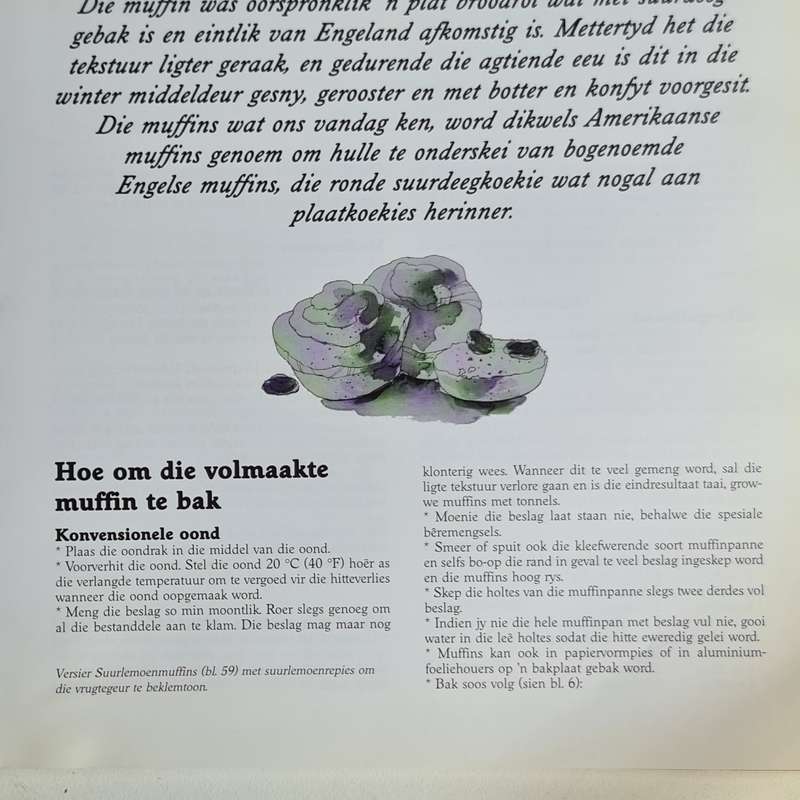 Die muffin was oorspronklik 'n plat broodrol wat met suurdeeg
gebak is en eintlik van Engeland afkomstig is. Mettertyd het die
tekstuur ligter geraak, en gedurende die agtiende eeu is dit in die
winter middeldeur gesny, gerooster en met botter en konfyt voorgesit.
Die muffins wat ons vandag ken, word dikwels Amerikaanse
muffins genoem om hulle te onderskei van bogenoemde
Engelse muffins, die ronde suurdeegkoekie wat nogal aan
plaatkoekies herinner.
Hoe om die volmaakte
muffin te bak
Konvensionele oond
* Plaas die oondrak in die middel van die oond.
* Voorverhit die oond. Stel die oond 20 °C (40 °F) hoër as
die verlangde temperatuur om te vergoed vir die hitteverlies
wanneer die oond oopgemaak word.
* Meng die beslag so min moontlik. Roer slegs genoeg om
al die bestanddele aan te klam. Die beslag mag maar nog
Versier Suurlemoenmuffins (bl. 59) met suurlemoenrepies om
die vrugtegeur te beklemtoon.
klonterig wees. Wanneer dit te veel gemeng word, sal die
ligte tekstuur verlore gaan en is die eindresultaat taai, grow-
we muffins met tonnels.
* Moenie die beslag laat staan nie, behalwe die spesiale
bêremengsels.
* Smeer of spuit ook die kleefwerende soort muffinpanne
en selfs bo-op die rand in geval te veel beslag ingeskep word
en die muffins hoog rys.
* Skep die holtes van die muffinpanne slegs twee derdes vol
beslag.
* Indien jy nie die hele muffinpan met beslag vul nie, gooi
water in die leë holtes sodat die hitte eweredig gelei word.
* Muffins kan ook in papiervormpies of in aluminium-
foeliehouers op 'n bakplaat gebak word.
* Bak soos volg (sien bl. 6):